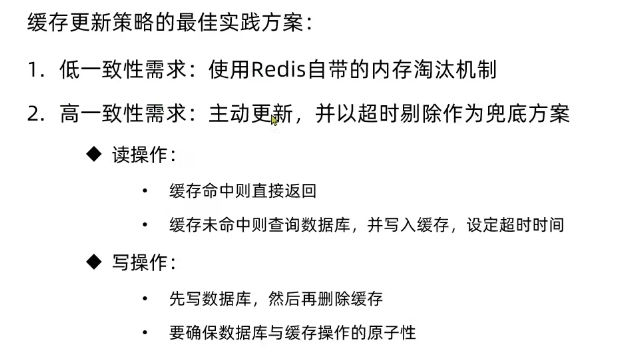 缓存更新策略的最佳实践方案：
1. 低一致性需求：使用Redis自带的内存淘汰机制
2. 高一致性需求：主动更新，并以超时剔除作为兜底方案
◆ 读操作：
• 缓存命中则直接返回
• 缓存未命中则查询数据库，并写入缓存，设定超时时间
◆ 写操作：
• 先写数据库，然后再删除缓存
• 要确保数据库与缓存操作的原子性